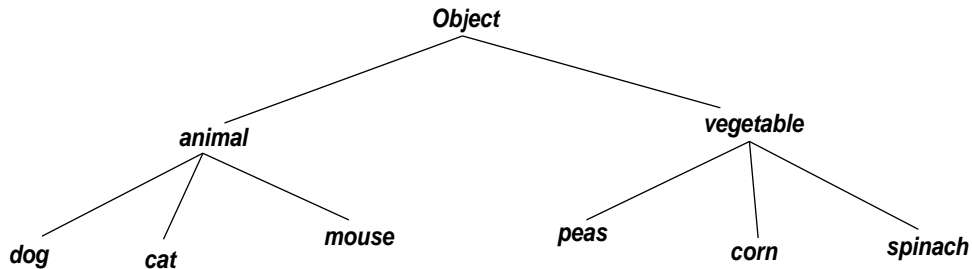 Object
animal
vegetable
dog
cat
mouse
peas
corn
spinach